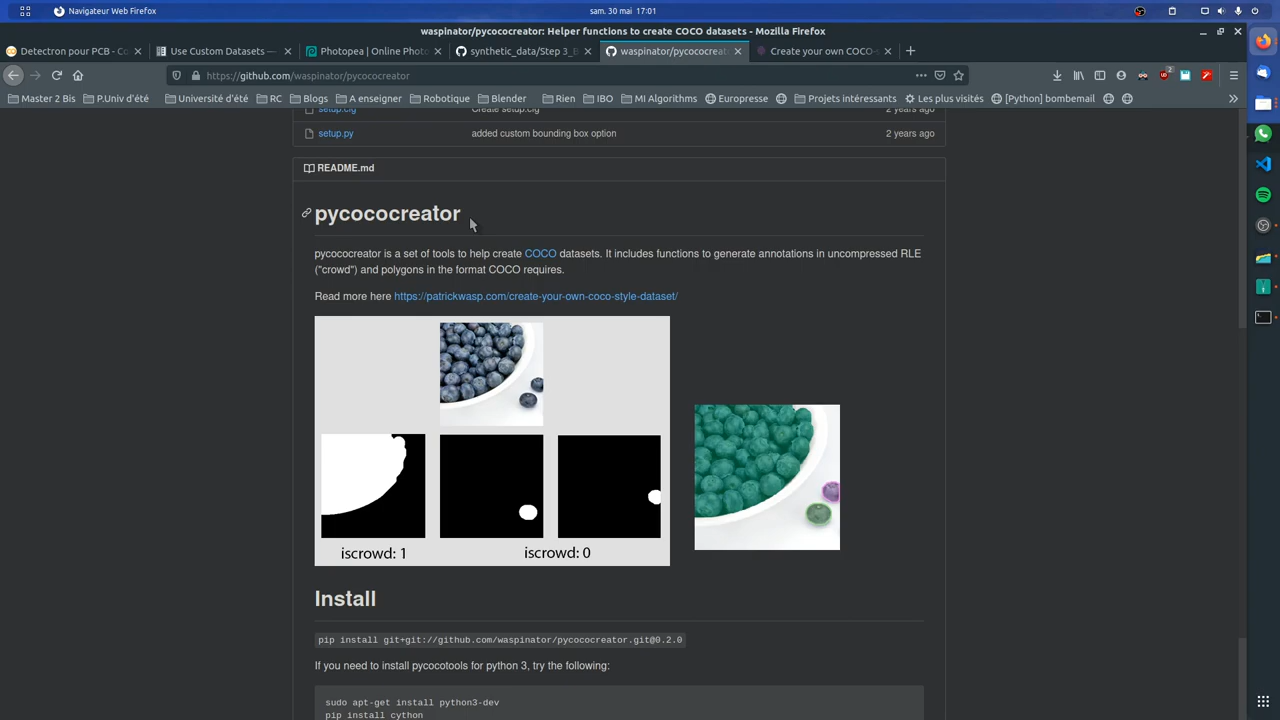 Navigateur Web Firefox
sam. 30 mai 17:01
waspinator/pycococreator: Helper functions to create COCO datasets - Mozilla Firefox
Detectron pour PCB - Co
Use Custom Datasets —
Photopea | Online Photo
synthetic_data/Step 3_B
waspinator/pycococreat
Create your own COCO-s
https://github.com/waspinator/pycococreator
2
Master 2 Bis
P.Univ d'été
Université d'été
RC
Blogs
A enseigner
Robotique
Blender
Rien
IBO
MI Algorithms
Europresse
Projets intéressants
Les plus visités
[Python] bombemail
setup.cfg
Create setup.cfg
2 years ago
setup.py
added custom bounding box option
2 years ago
README.md
pycococreator
pycococreator is a set of tools to help create COCO datasets. It includes functions to generate annotations in uncompressed RLE
("crowd") and polygons in the format COCO requires.
Read more here https://patrickwasp.com/create-your-own-coco-style-dataset/
iscrowd: 1
iscrowd: 0
Install
pip install git+git://github.com/waspinator/pycococreator.git@0.2.0
If you need to install pycocotools for python 3, try the following:
sudo apt-get install python3-dev
pip install cython